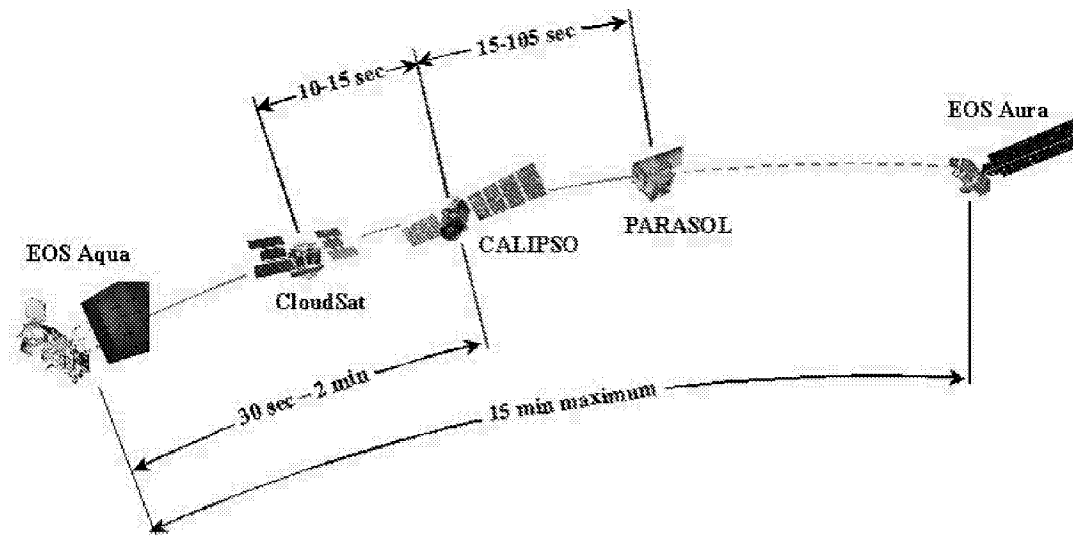 15-105 sec
10-15 sec
EOS Aura
PARASOL
CALIPSO
EOS Aqua
CloudSat
30 sec – 2 min
15 min maximum